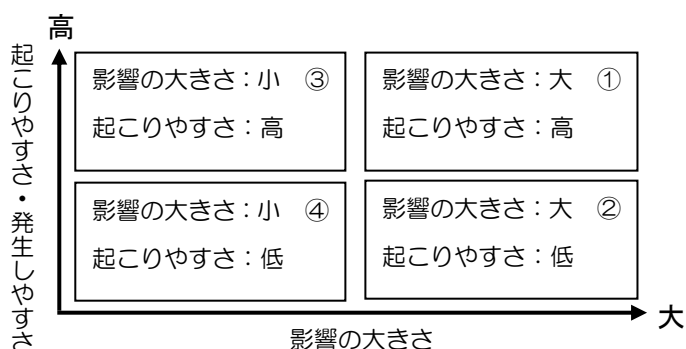 高
起こりやすさ・発生しやすさ
影響の大きさ：小　③
起こりやすさ：高
影響の大きさ：大　①
起こりやすさ：高
影響の大きさ：小　④
起こりやすさ：低
影響の大きさ：大　②
起こりやすさ：低
大
影響の大きさ